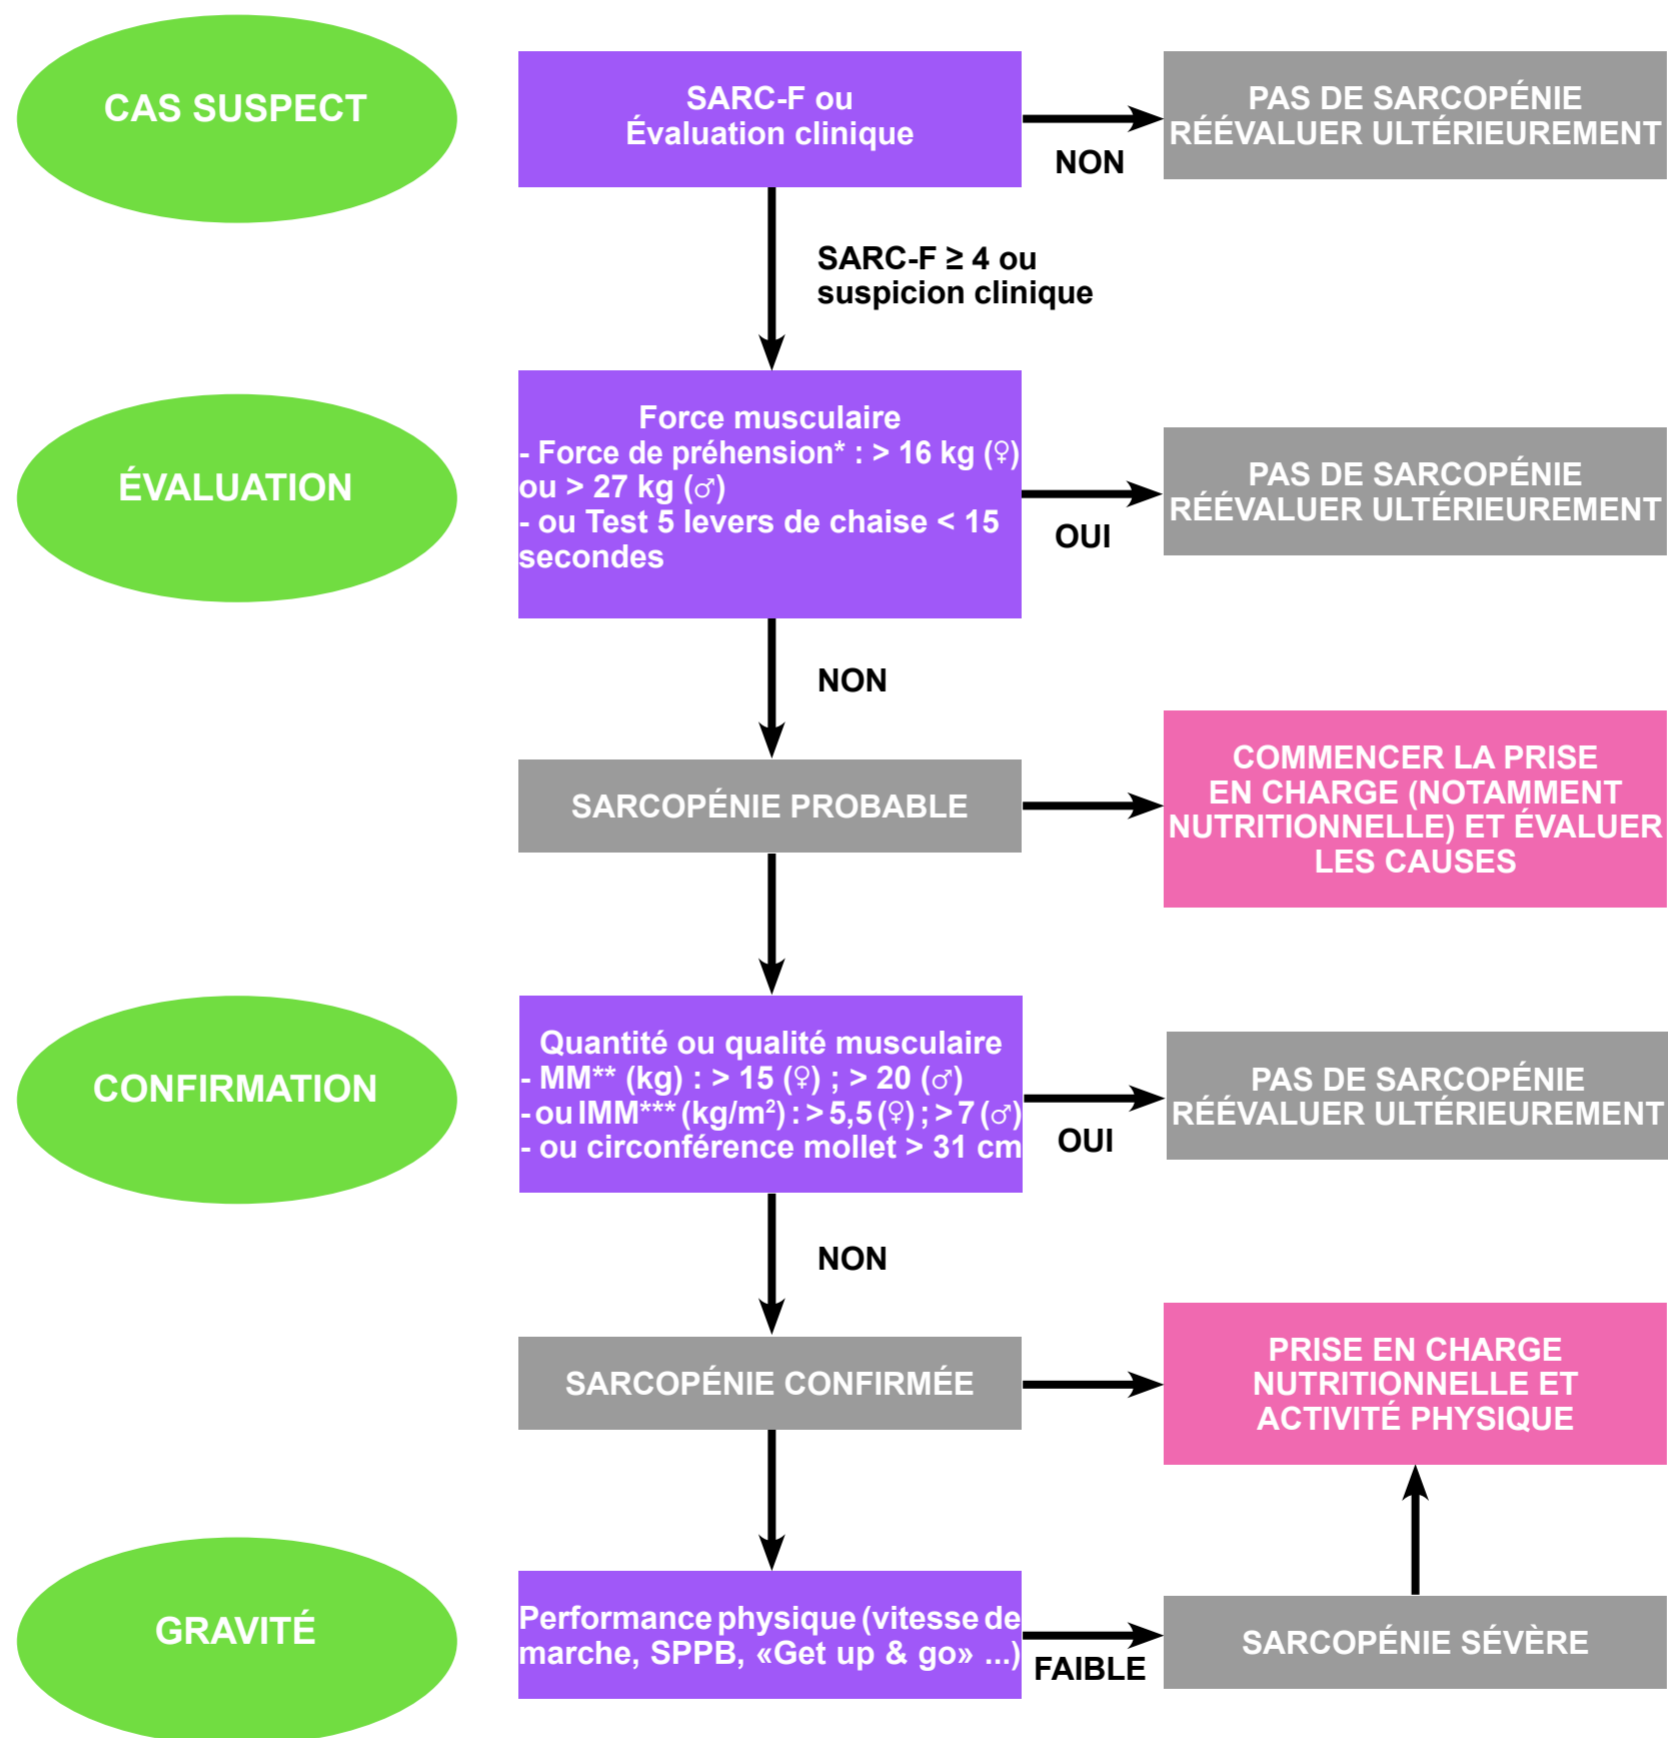 CAS SUSPECT
SARC-F ou
Évaluation clinique
NON
PAS DE SARCOPÉNIE
RÉÉVALUER ULTÉRIEUREMENT
SARC-F ≥ 4 ou
suspicion clinique
ÉVALUATION
Force musculaire
- Force de préhension* : > 16 kg (♀)
ou > 27 kg (♂)
- ou Test 5 levers de chaise < 15
secondes
OUI
PAS DE SARCOPÉNIE
RÉÉVALUER ULTÉRIEUREMENT
NON
SARCOPÉNIE PROBABLE
COMMENCER LA PRISE
EN CHARGE (NOTAMMENT
NUTRITIONNELLE) ET ÉVALUER
LES CAUSES
CONFIRMATION
Quantité ou qualité musculaire
- MM** (kg) : > 15 (♀) ; > 20 (♂)
- ou IMM*** (kg/m²) : > 5,5 (♀) ; > 7 (♂)
- ou circonférence mollet > 31 cm
OUI
PAS DE SARCOPÉNIE
RÉÉVALUER ULTÉRIEUREMENT
NON
SARCOPÉNIE CONFIRMÉE
PRISE EN CHARGE
NUTRITIONNELLE ET
ACTIVITÉ PHYSIQUE
GRAVITÉ
Performance physique (vitesse de
marche, SPPB, «Get up & go» ...)
FAIBLE
SARCOPÉNIE SÉVÈRE